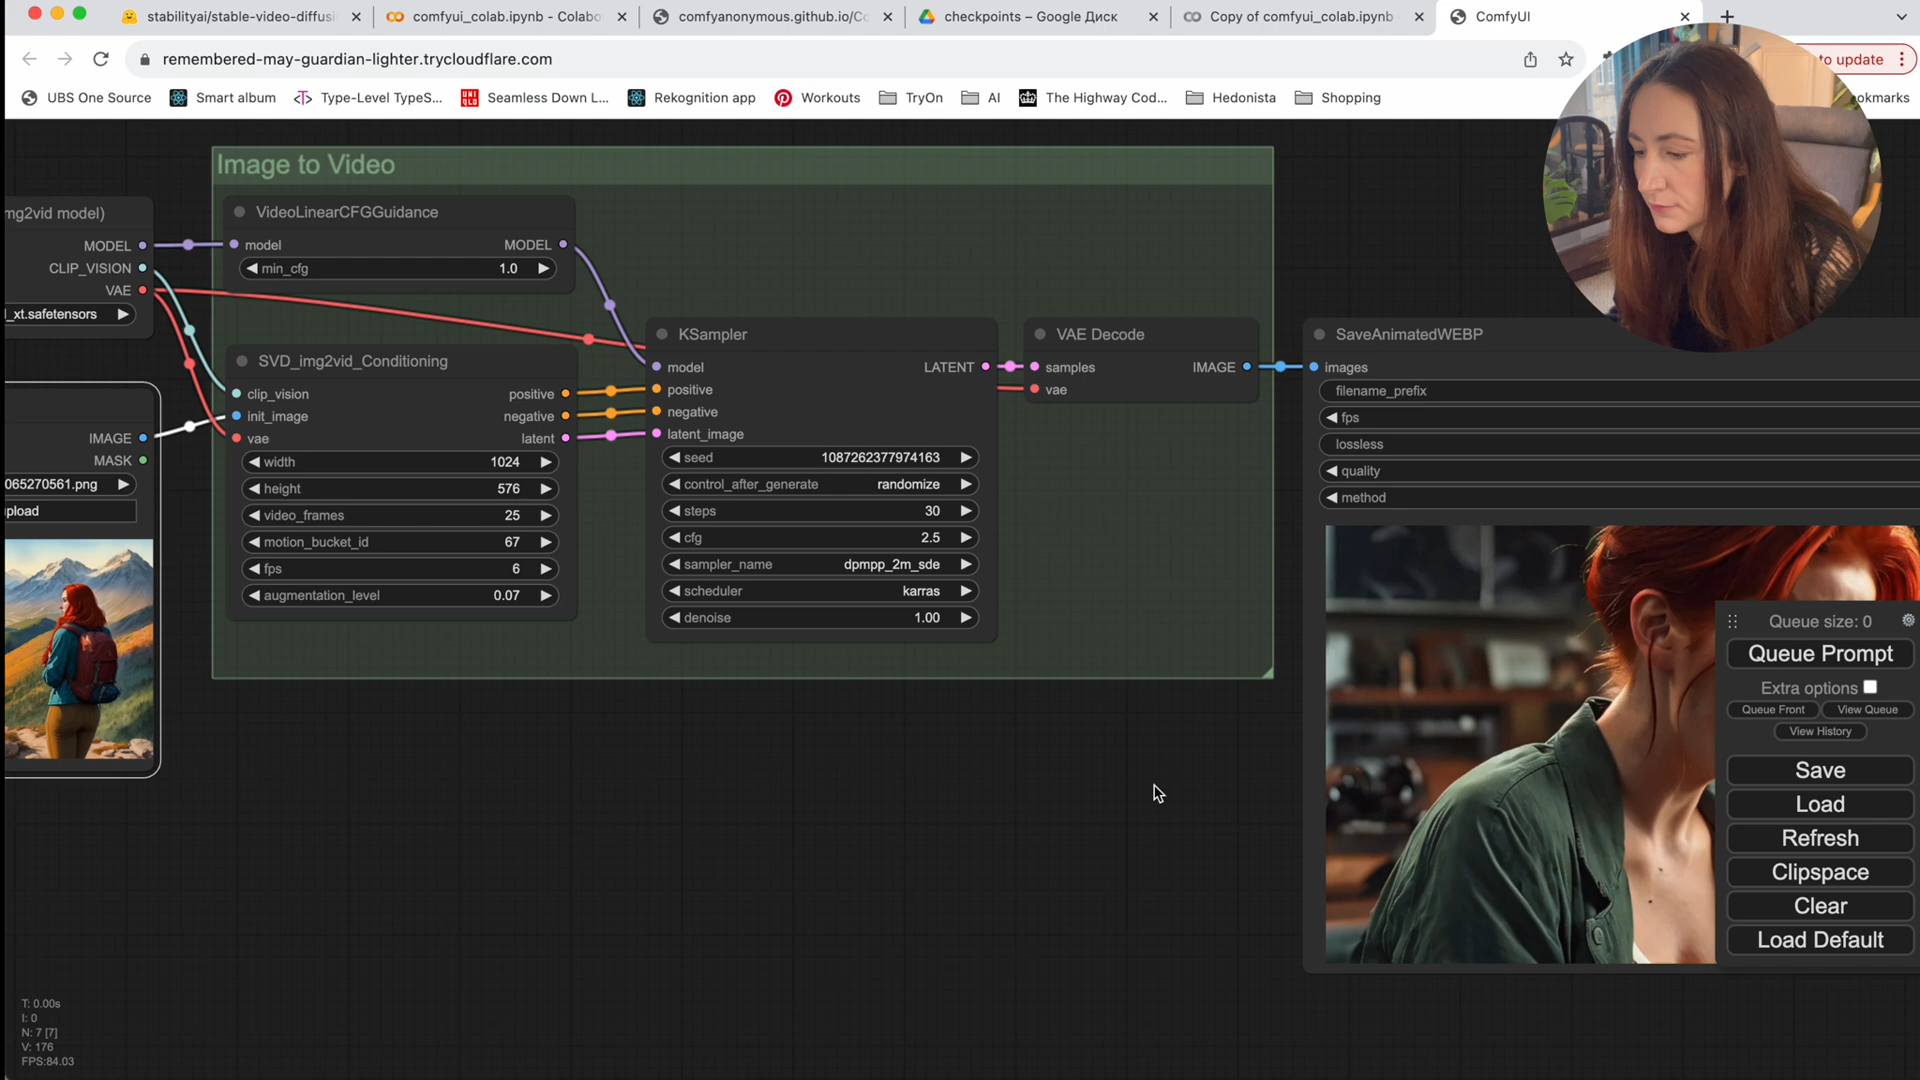 stabilityai/stable-video-diffusi
comfyui_colab.ipynb - Colabo
comfyanonymous.github.io/Co
checkpoints – Google Диск
Copy of comfyui_colab.ipynb
ComfyUI
remembered-may-guardian-lighter.trycloudflare.com
to update
UBS One Source
Smart album
Type-Level TypeS...
Seamless Down L...
Rekognition app
Workouts
TryOn
AI
The Highway Cod...
Hedonista
Shopping
ookmarks
Image to Video
mg2vid model)
MODEL
CLIP_VISION
VAE
l_xt.safetensors
IMAGE
MASK
065270561.png
upload
VideoLinearCFGGuidance
model MODEL
min_cfg 1.0
SVD_img2vid_Conditioning
clip_vision positive
init_image negative
vae latent
width 1024
height 576
video_frames 25
motion_bucket_id 67
fps 6
augmentation_level 0.07
KSampler
model LATENT
positive
negative
latent_image
seed 1087262377974163
control_after_generate randomize
steps 30
cfg 2.5
sampler_name dpmpp_2m_sde
scheduler karras
denoise 1.00
VAE Decode
samples IMAGE
vae
SaveAnimatedWEBP
images
filename_prefix
fps
lossless
quality
method
Queue size: 0
Queue Prompt
Extra options
Queue Front View Queue
View History
Save
Load
Refresh
Clipspace
Clear
Load Default
T: 0.00s
I: 0
N: 7 [7]
V: 176
FPS:84.03